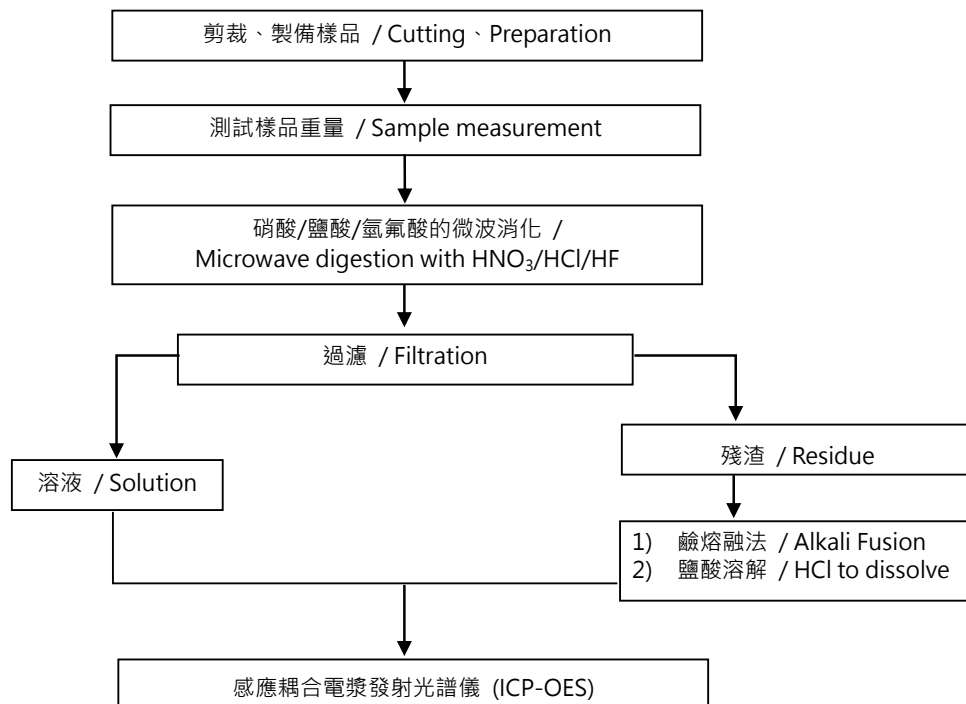 剪裁、製備樣品 / Cutting、Preparation
測試樣品重量 / Sample measurement
硝酸/鹽酸/氫氟酸的微波消化 /
Microwave digestion with HNO₃/HCl/HF
過濾 / Filtration
溶液 / Solution
殘渣 / Residue
1) 鹼熔融法 / Alkali Fusion
2) 鹽酸溶解 / HCl to dissolve
感應耦合電漿發射光譜儀 (ICP-OES)